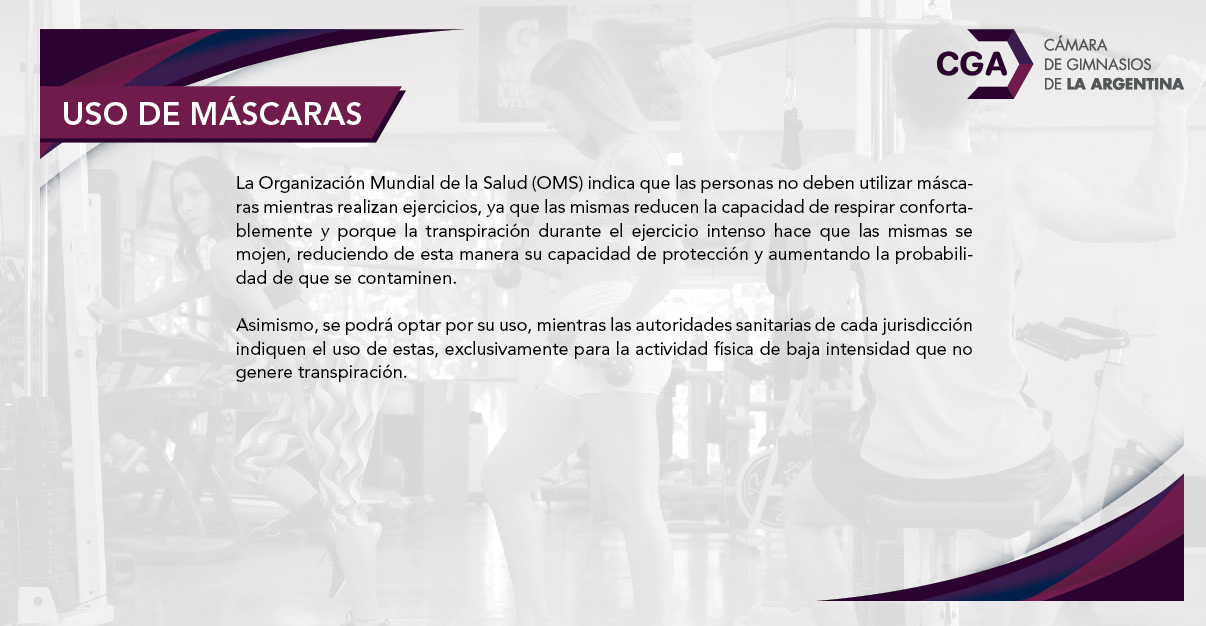 CGA
CÁMARA
DE GIMNASIOS
DE LA ARGENTINA
USO DE MÁSCARAS
La Organización Mundial de la Salud (OMS) indica que las personas no deben utilizar másca-
ras mientras realizan ejercicios, ya que las mismas reducen la capacidad de respirar conforta-
blemente y porque la transpiración durante el ejercicio intenso hace que las mismas se
mojen, reduciendo de esta manera su capacidad de protección y aumentando la probabili-
dad de que se contaminen.
Asimismo, se podrá optar por su uso, mientras las autoridades sanitarias de cada jurisdicción
indiquen el uso de estas, exclusivamente para la actividad física de baja intensidad que no
genere transpiración.